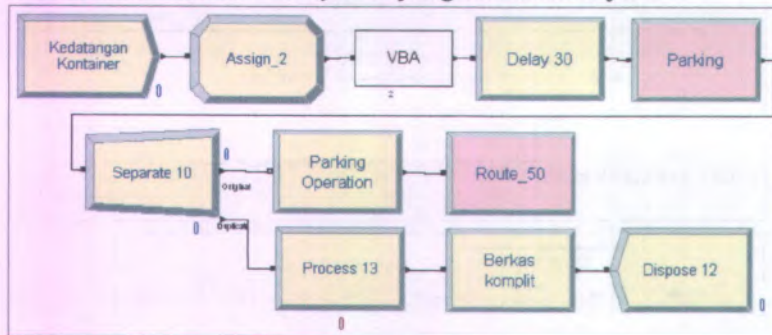 Kedatangan
Kontainer
0
Assign_2
VBA
2
Delay 30
Parking
Separate 10
0
Original
0
Duplicate
Parking
Operation
Route_50
Process 13
0
Berkas
komplit
Dispose 12
0